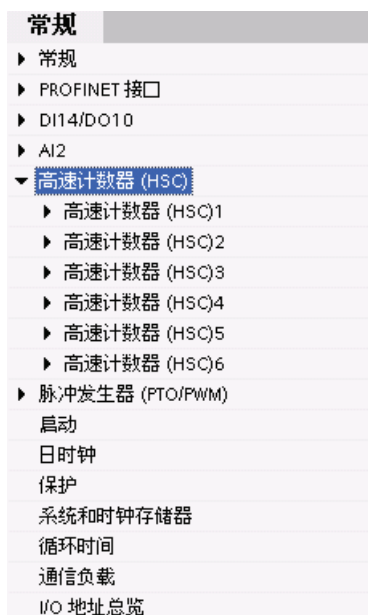 常规
常规
PROFINET 接口
DI14/DO10
AI2
高速计数器 (HSC)
高速计数器 (HSC)1
高速计数器 (HSC)2
高速计数器 (HSC)3
高速计数器 (HSC)4
高速计数器 (HSC)5
高速计数器 (HSC)6
脉冲发生器 (PTO/PWM)
启动
日时钟
保护
系统和时钟存储器
循环时间
通信负载
I/O 地址总览